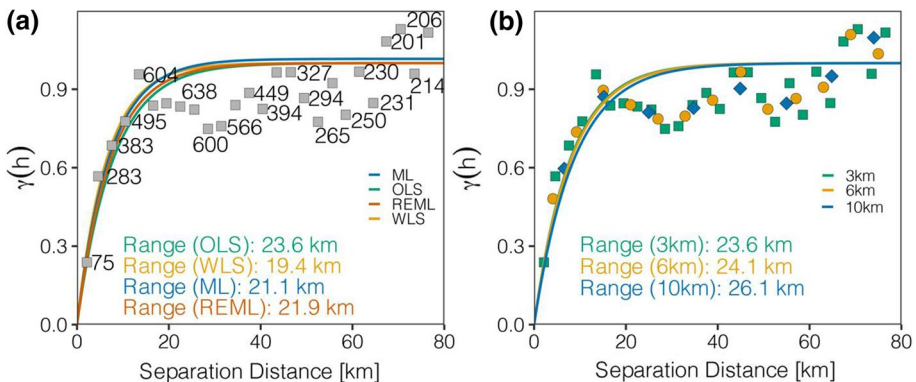 (a)
γ(h)
0.9
0.6
0.3
0.0
206
201
604
327
230
214
638
449
294
231
495
394
250
600
566
265
383
283
75
ML
OLS
REML
WLS
Range (OLS): 23.6 km
Range (WLS): 19.4 km
Range (ML): 21.1 km
Range (REML): 21.9 km
0 20 40 60 80
Separation Distance [km]
(b)
γ(h)
0.9
0.6
0.3
0.0
3km
6km
10km
Range (3km): 23.6 km
Range (6km): 24.1 km
Range (10km): 26.1 km
0 20 40 60 80
Separation Distance [km]